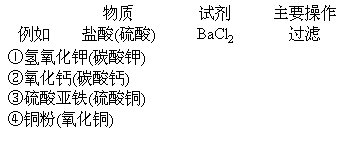 物质 试剂 主要操作
例如 盐酸(硫酸) BaCl₂ 过滤
①氢氧化钾(碳酸钾)
②氧化钙(碳酸钙)
③硫酸亚铁(硫酸铜)
④铜粉(氧化铜)